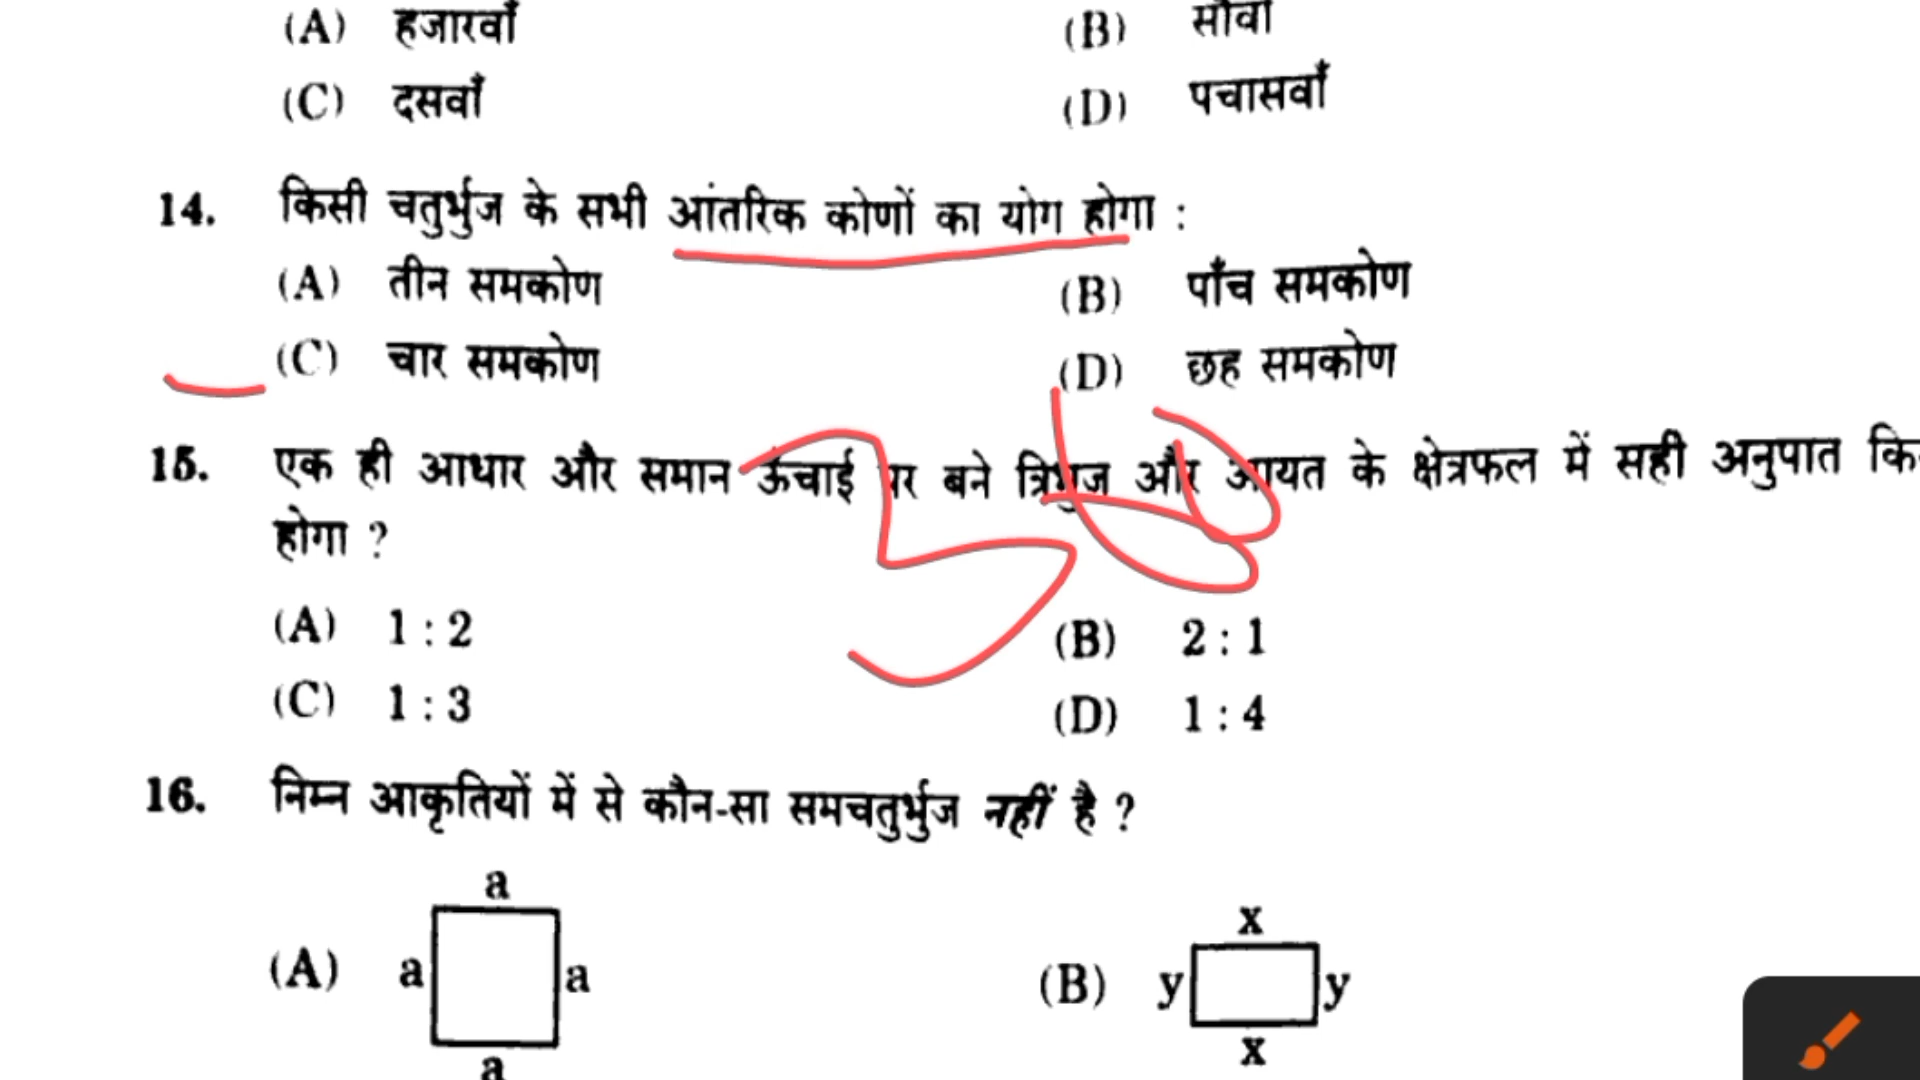 (A) हजारवाँ (B) सौवाँ
(C) दसवाँ (D) पचासवाँ
14. किसी चतुर्भुज के सभी आंतरिक कोणों का योग होगा :
(A) तीन समकोण (B) पाँच समकोण
(C) चार समकोण (D) छह समकोण
15. एक ही आधार और समान ऊँचाई पर बने त्रिभुज और आयत के क्षेत्रफल में सही अनुपात
होगा ?
(A) 1 : 2 (B) 2 : 1
(C) 1 : 3 (D) 1 : 4
16. निम्न आकृतियों में से कौन-सा समचतुर्भुज नहीं है ?
a
x
(A) a a (B) y y
a
x